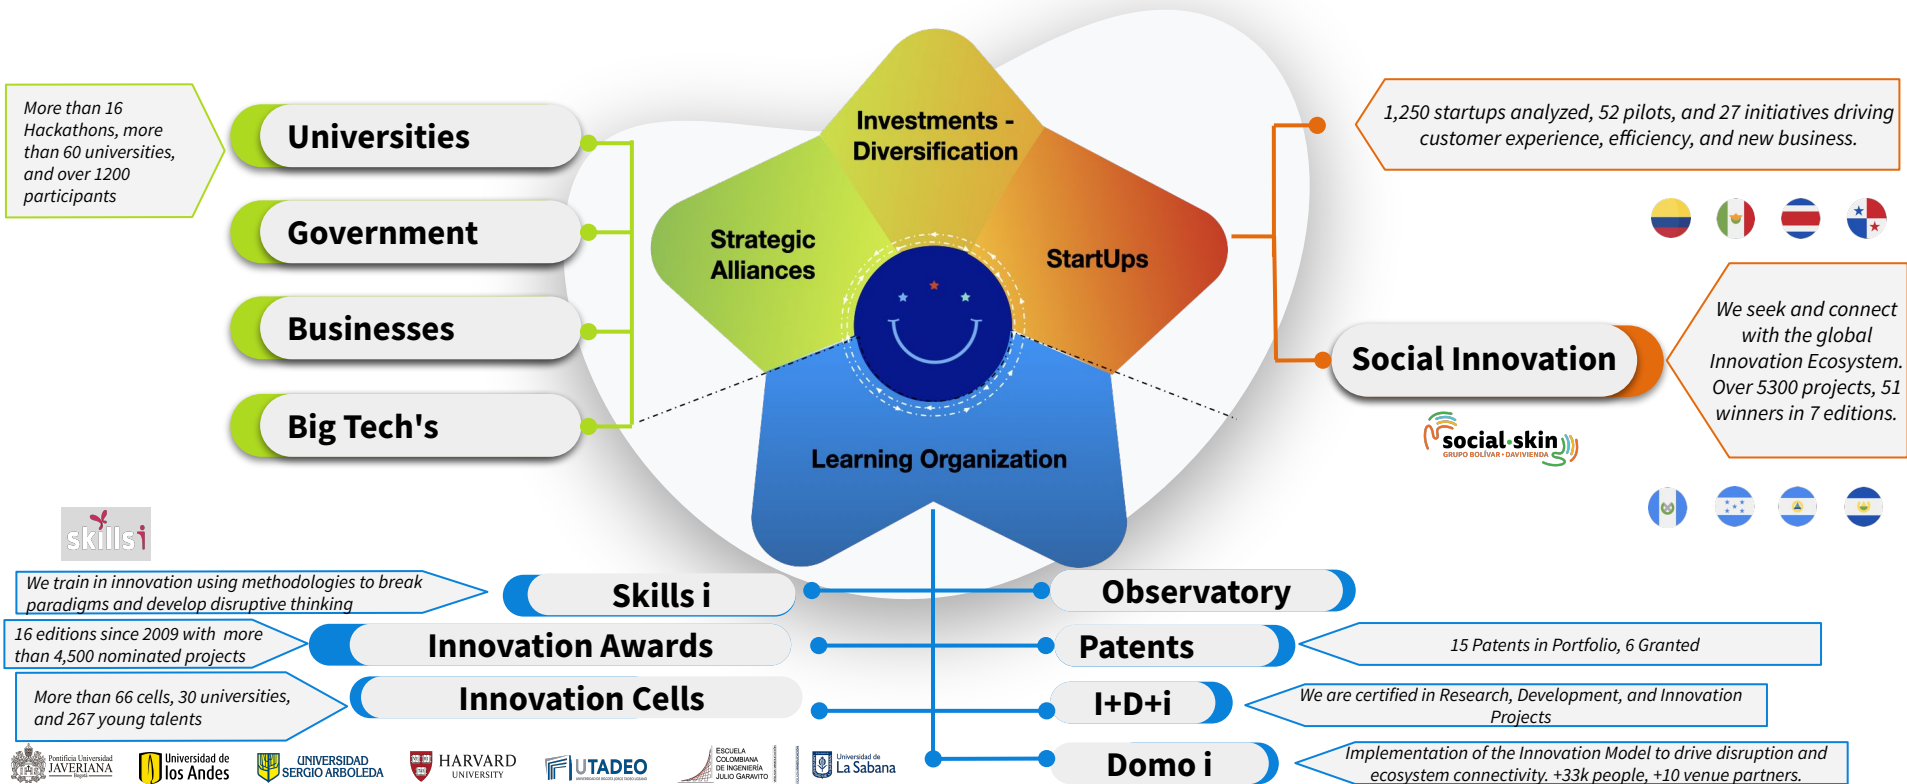 More than 16
Hackathons, more
than 60 universities,
and over 1200
participants
Universities
Government
Businesses
Big Tech's
Investments -
Diversification
Strategic
Alliances
StartUps
Learning Organization
1,250 startups analyzed, 52 pilots, and 27 initiatives driving
customer experience, efficiency, and new business.
Social Innovation
We seek and connect
with the global
Innovation Ecosystem.
Over 5300 projects, 51
winners in 7 editions.
social·skin
GRUPO BOLÍVAR · DAVIVIENDA
skillsi
We train in innovation using methodologies to break
paradigms and develop disruptive thinking
Skills i
16 editions since 2009 with more
than 4,500 nominated projects
Innovation Awards
More than 66 cells, 30 universities,
and 267 young talents
Innovation Cells
Observatory
Patents
15 Patents in Portfolio, 6 Granted
I+D+i
We are certified in Research, Development, and Innovation
Projects
Domo i
Implementation of the Innovation Model to drive disruption and
ecosystem connectivity. +33k people, +10 venue partners.
Pontificia Universidad
JAVERIANA
Bogotá
Universidad de
los Andes
UNIVERSIDAD
SERGIO ARBOLEDA
HARVARD
UNIVERSITY
UTADEO
ESCUELA
COLOMBIANA
DE INGENIERÍA
JULIO GARAVITO
Universidad de
La Sabana